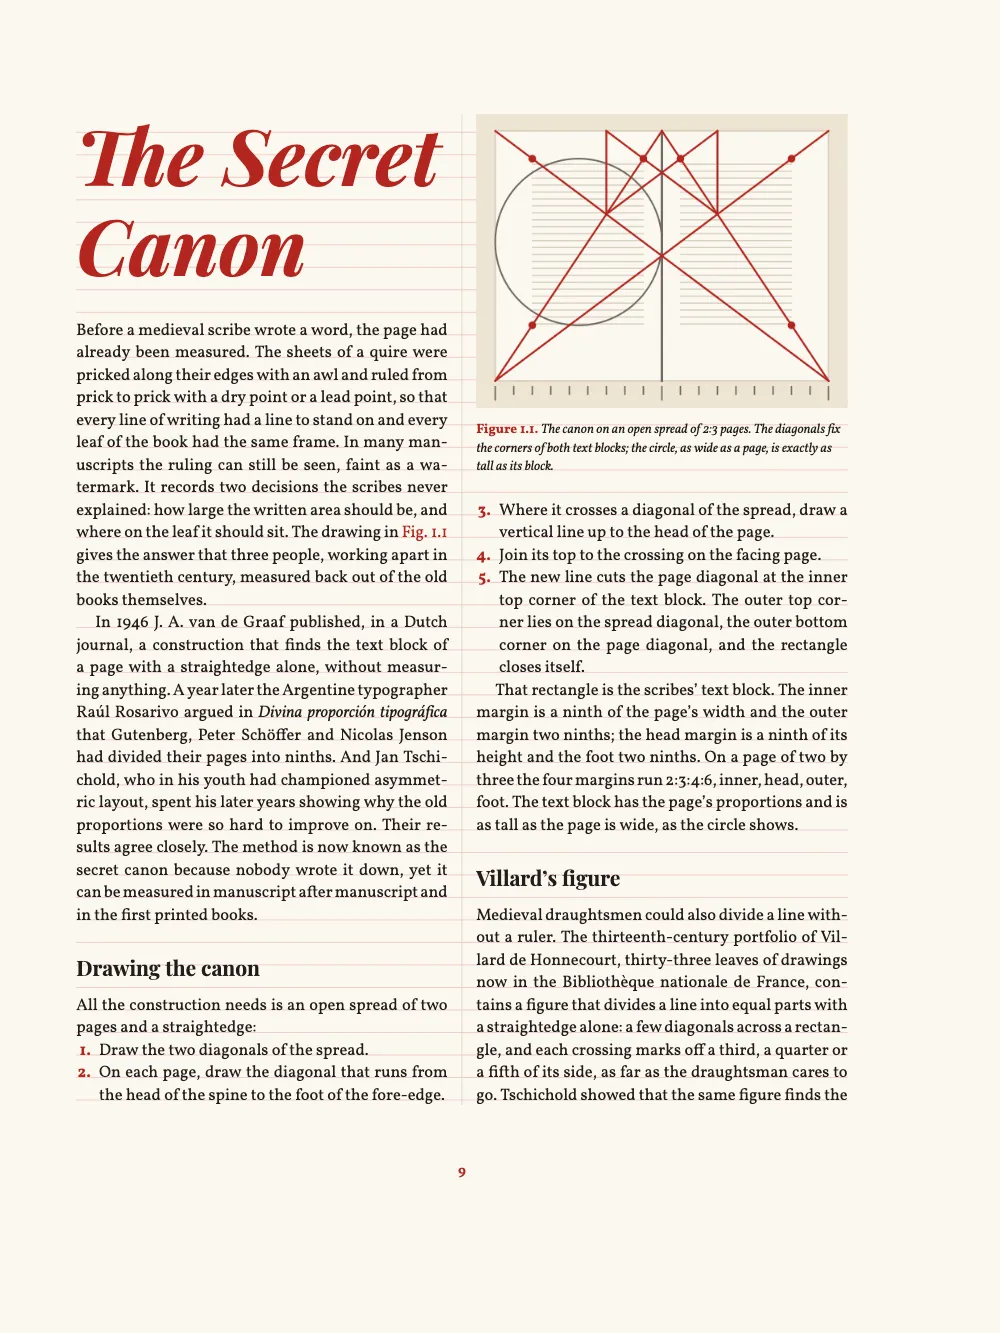 The Secret
Canon
Before a medieval scribe wrote a word, the page had
already been measured. The sheets of a quire were
pricked along their edges with an awl and ruled from
prick to prick with a dry point or a lead point, so that
every line of writing had a line to stand on and every
leaf of the book had the same frame. In many man-
uscripts the ruling can still be seen, faint as a wa-
termark. It records two decisions the scribes never
explained: how large the written area should be, and
where on the leaf it should sit. The drawing in Fig. 1.1
gives the answer that three people, working apart in
the twentieth century, measured back out of the old
books themselves.
In 1946 J. A. van de Graaf published, in a Dutch
journal, a construction that finds the text block of
a page with a straightedge alone, without measur-
ing anything. A year later the Argentine typographer
Raúl Rosarivo argued in Divina proporción tipográfica
that Gutenberg, Peter Schöffer and Nicolas Jenson
had divided their pages into ninths. And Jan Tschi-
chold, who in his youth had championed asymmet-
ric layout, spent his later years showing why the old
proportions were so hard to improve on. Their re-
sults agree closely. The method is now known as the
secret canon because nobody wrote it down, yet it
can be measured in manuscript after manuscript and
in the first printed books.
Drawing the canon
All the construction needs is an open spread of two
pages and a straightedge:
1. Draw the two diagonals of the spread.
2. On each page, draw the diagonal that runs from
the head of the spine to the foot of the fore-edge.
Figure 1.1. The canon on an open spread of 2:3 pages. The diagonals fix
the corners of both text blocks; the circle, as wide as a page, is exactly as
tall as its block.
3. Where it crosses a diagonal of the spread, draw a
vertical line up to the head of the page.
4. Join its top to the crossing on the facing page.
5. The new line cuts the page diagonal at the inner
top corner of the text block. The outer top cor-
ner lies on the spread diagonal, the outer bottom
corner on the page diagonal, and the rectangle
closes itself.
That rectangle is the scribes’ text block. The inner
margin is a ninth of the page’s width and the outer
margin two ninths; the head margin is a ninth of its
height and the foot two ninths. On a page of two by
three the four margins run 2:3:4:6, inner, head, outer,
foot. The text block has the page’s proportions and is
as tall as the page is wide, as the circle shows.
Villard’s figure
Medieval draughtsmen could also divide a line with-
out a ruler. The thirteenth-century portfolio of Vil-
lard de Honnecourt, thirty-three leaves of drawings
now in the Bibliothèque nationale de France, con-
tains a figure that divides a line into equal parts with
a straightedge alone: a few diagonals across a rectan-
gle, and each crossing marks off a third, a quarter or
a fifth of its side, as far as the draughtsman cares to
go. Tschichold showed that the same figure finds the
9